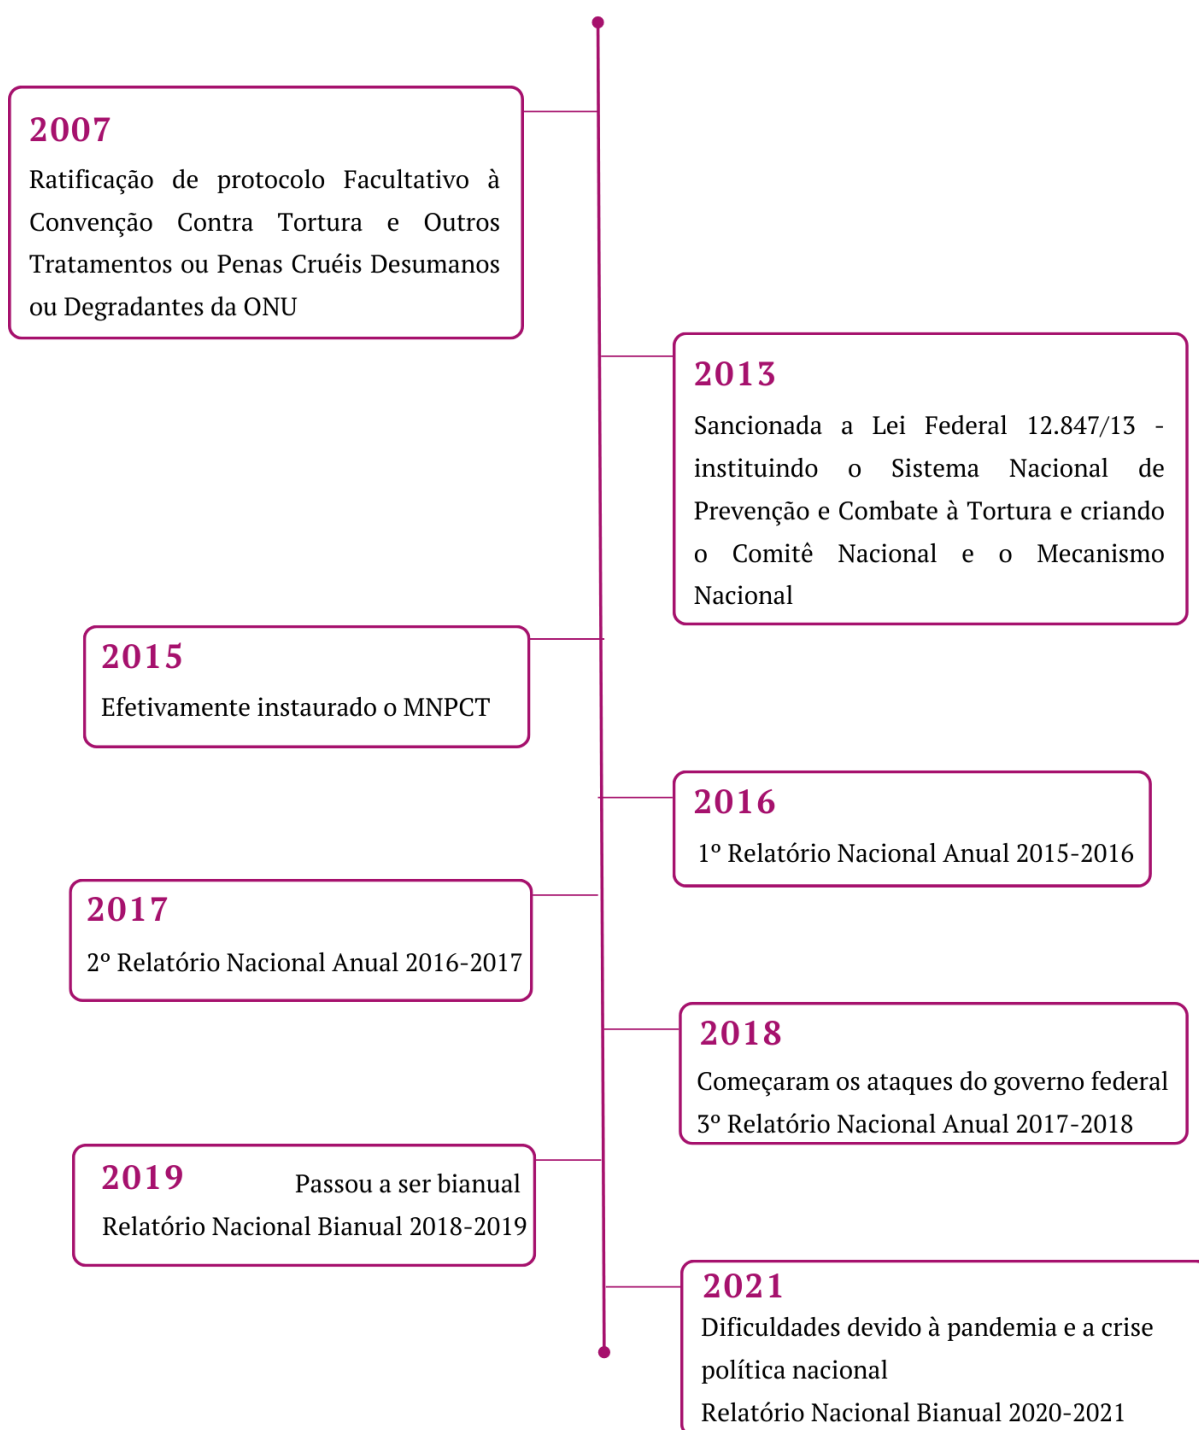 2007
Ratificação de protocolo Facultativo à
Convenção Contra Tortura e Outros
Tratamentos ou Penas Cruéis Desumanos
ou Degradantes da ONU
2013
Sancionada a Lei Federal 12.847/13 -
instituindo o Sistema Nacional de
Prevenção e Combate à Tortura e criando
o Comitê Nacional e o Mecanismo
Nacional
2015
Efetivamente instaurado o MNPCT
2016
1º Relatório Nacional Anual 2015-2016
2017
2º Relatório Nacional Anual 2016-2017
2018
Começaram os ataques do governo federal
3º Relatório Nacional Anual 2017-2018
2019 Passou a ser bianual
Relatório Nacional Bianual 2018-2019
2021
Dificuldades devido à pandemia e a crise
política nacional
Relatório Nacional Bianual 2020-2021